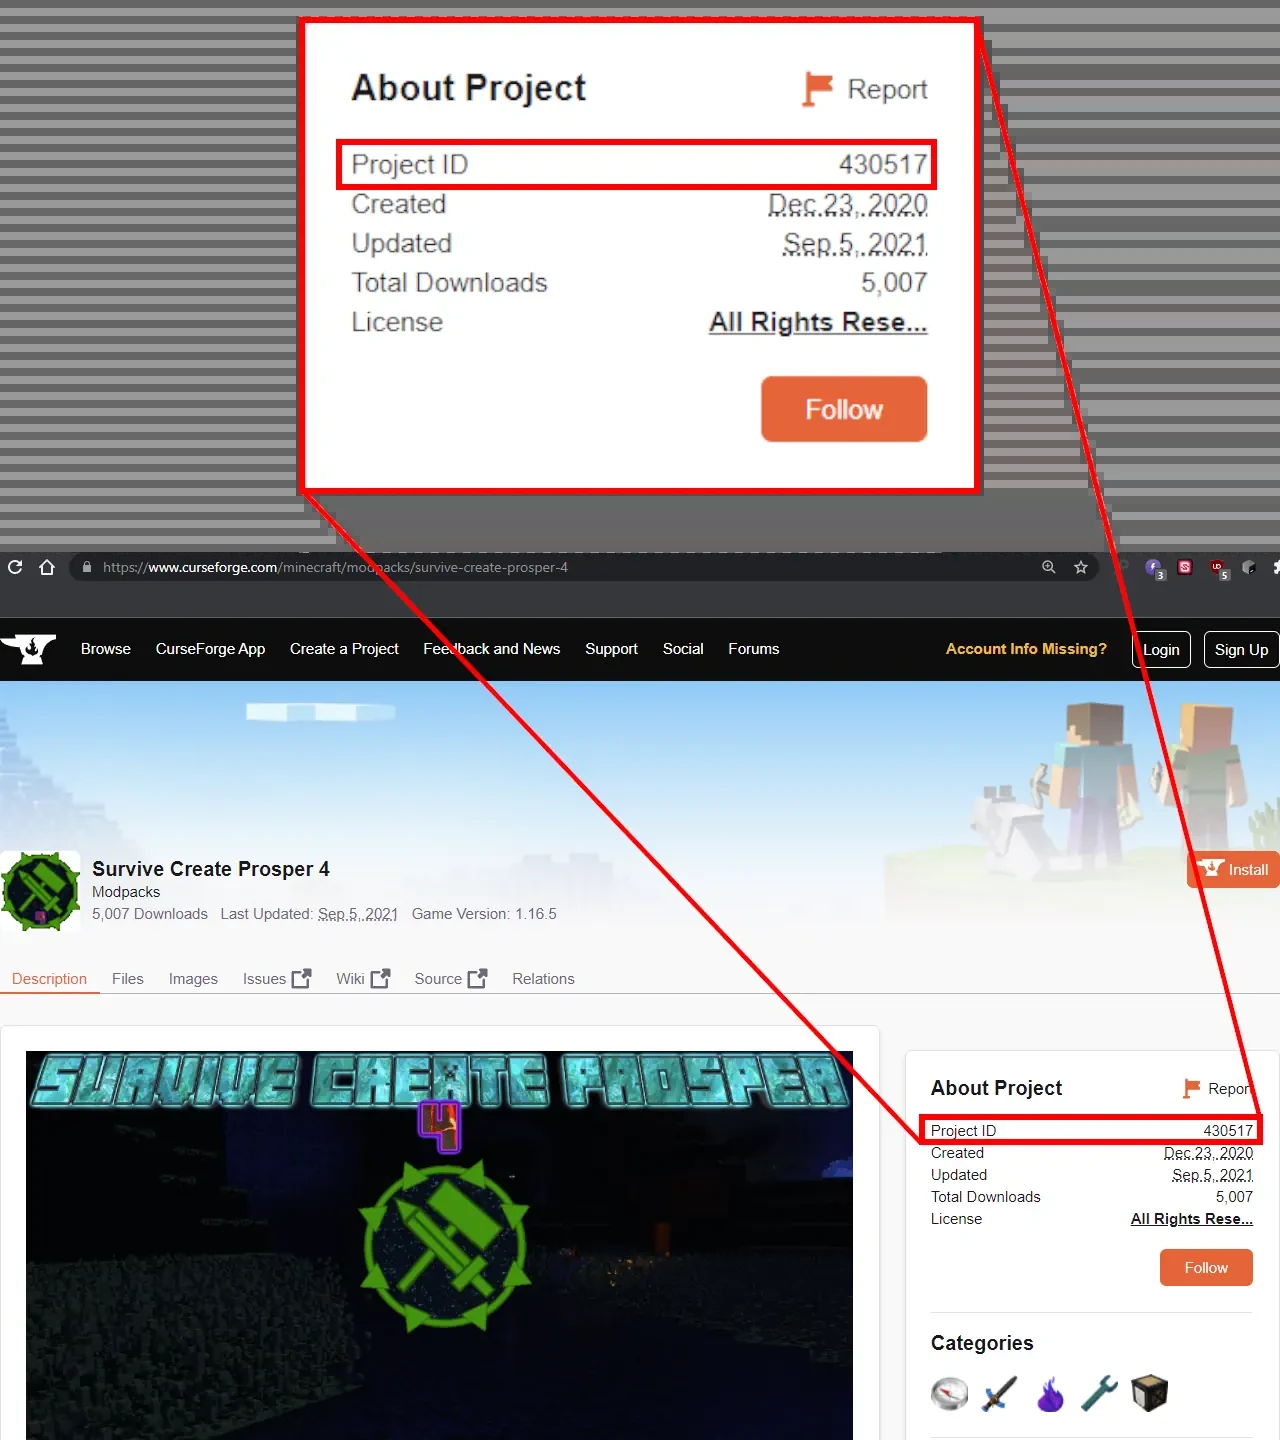 About Project
Report
Project ID 430517
Created Dec 23, 2020
Updated Sep 5, 2021
Total Downloads 5,007
License All Rights Rese...
Follow
https://www.curseforge.com/minecraft/modpacks/survive-create-prosper-4
3
5
Browse CurseForge App Create a Project Feedback and News Support Social Forums Account Info Missing? Login Sign Up
Survive Create Prosper 4
Modpacks
Install
5,007 Downloads Last Updated: Sep 5, 2021 Game Version: 1.16.5
Description Files Images Issues Wiki Source Relations
SURVIVE CREATE PROSPER
4
About Project
Report
Project ID 430517
Created Dec 23, 2020
Updated Sep 5, 2021
Total Downloads 5,007
License All Rights Rese...
Follow
Categories